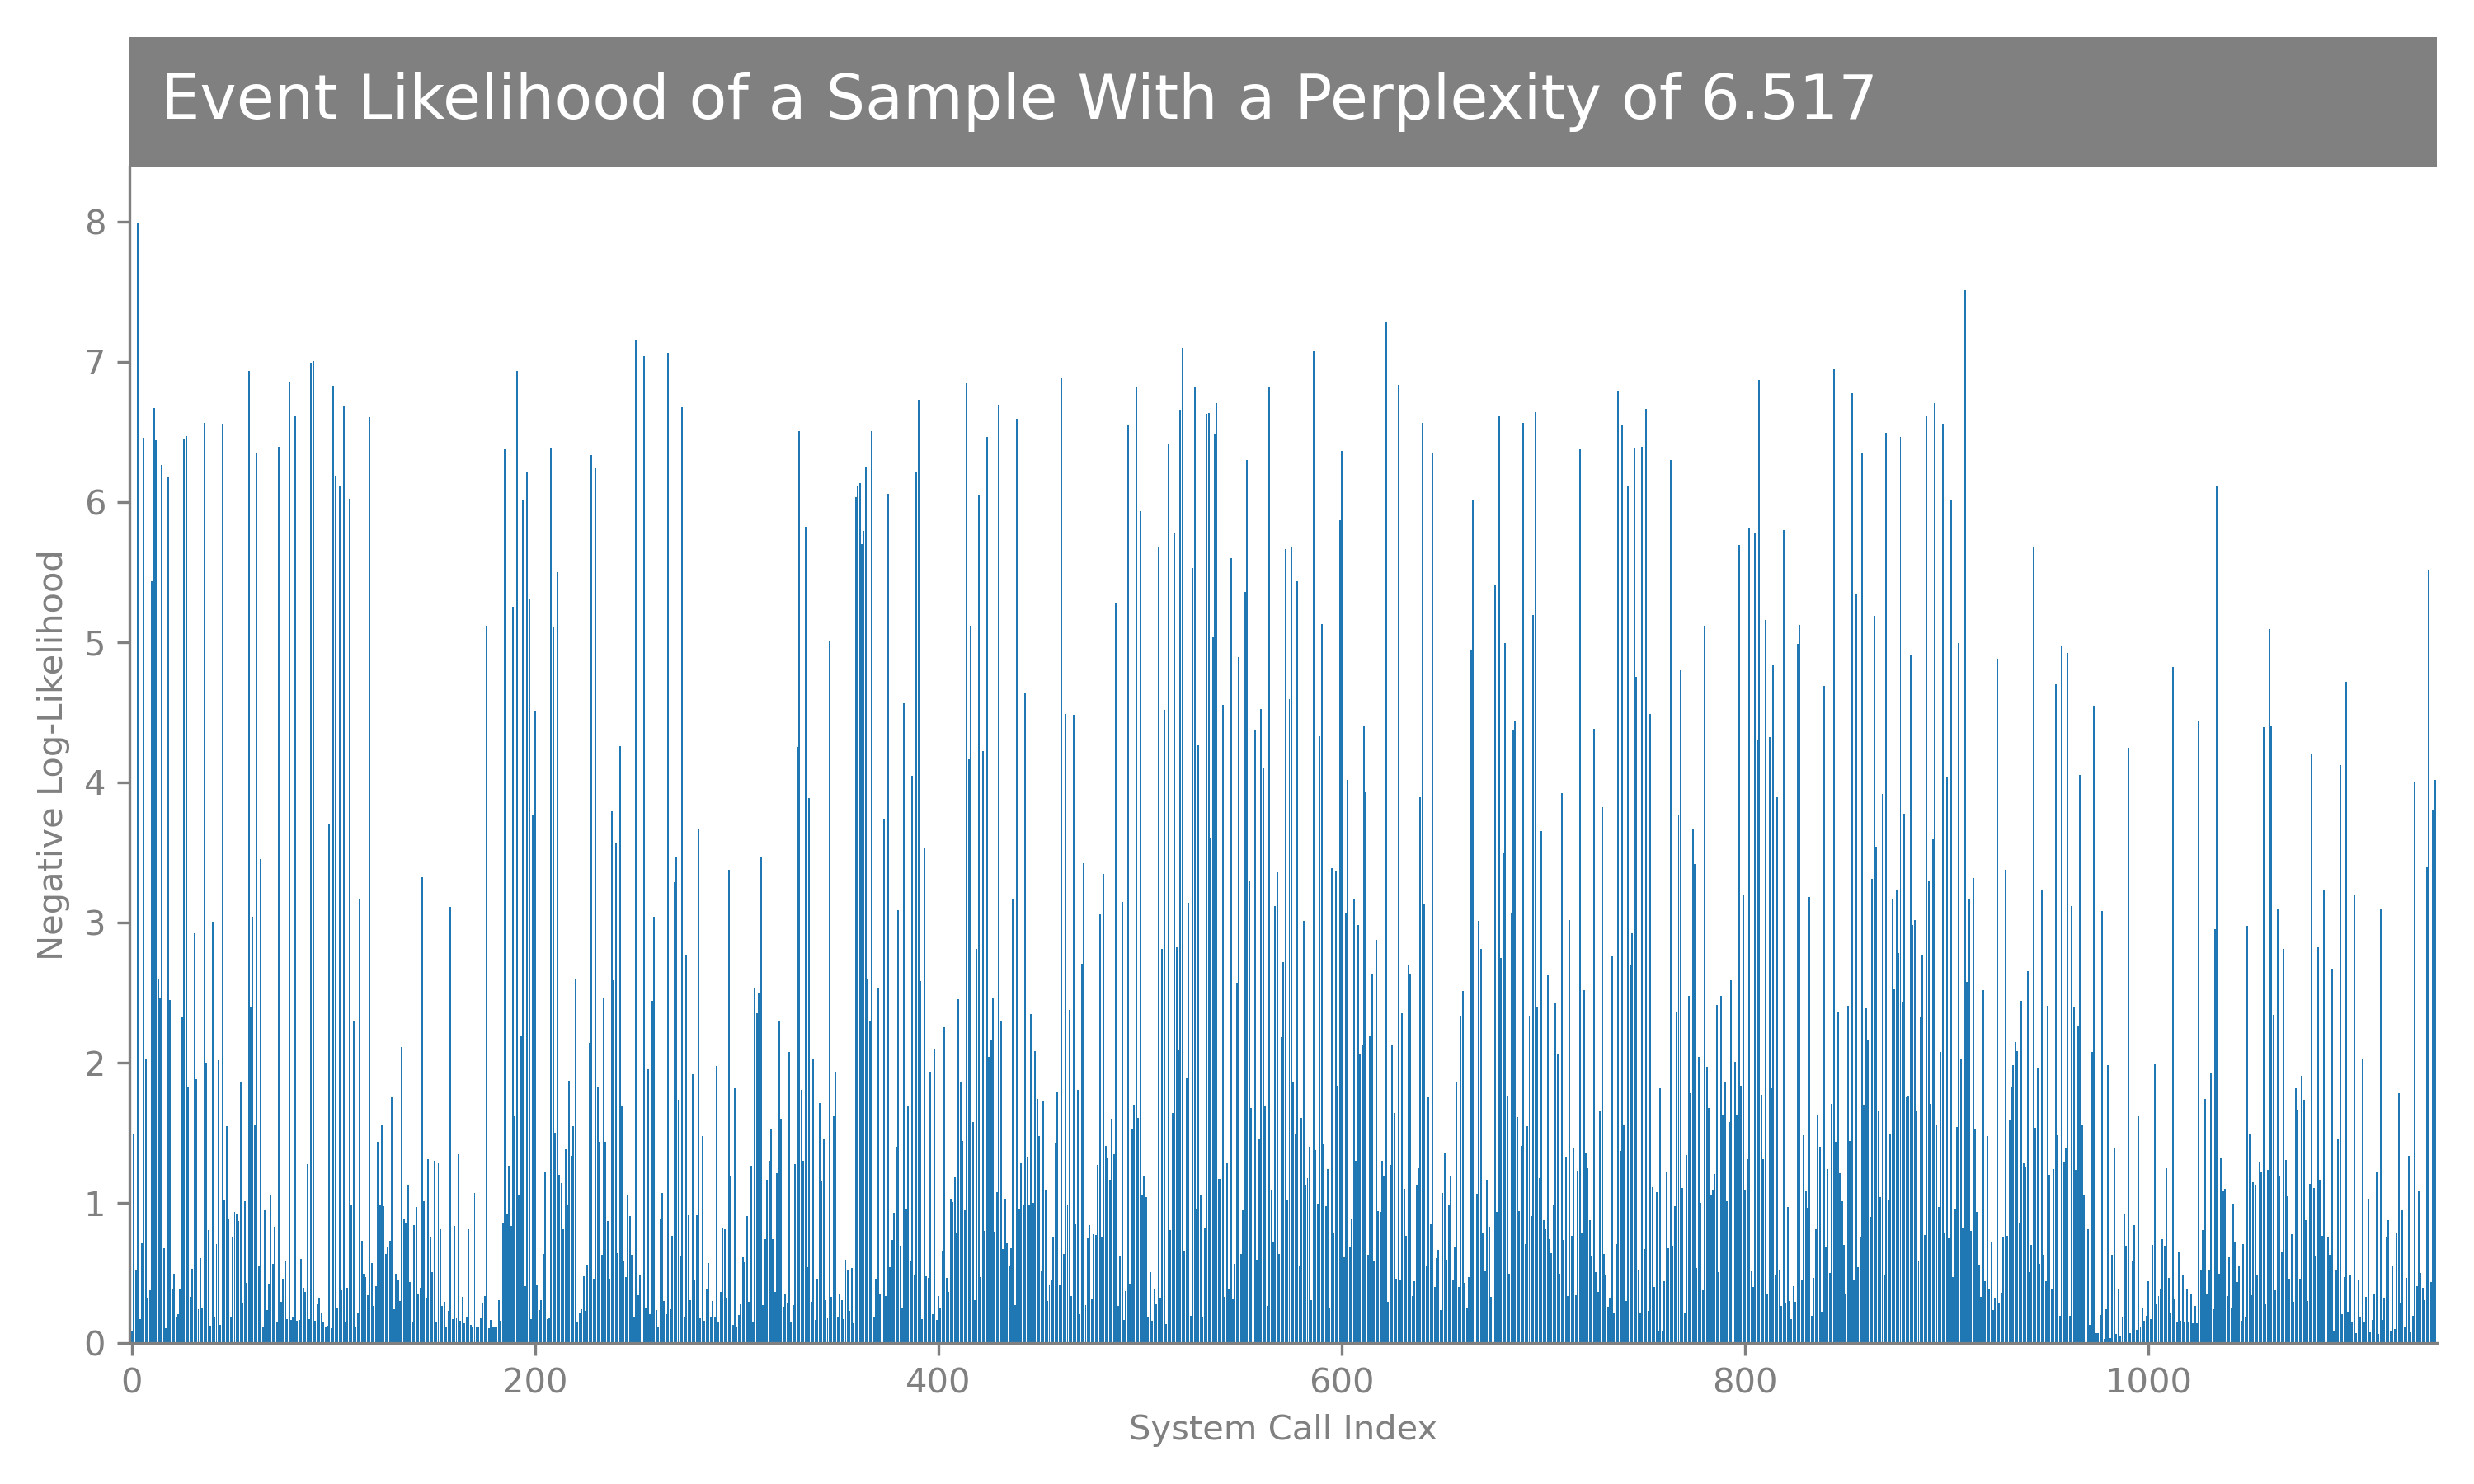 Event Likelihood of a Sample With a Perplexity of 6.517
8
7
6
5
4
3
2
1
0
Negative Log-Likelihood
0 200 400 600 800 1000
System Call Index